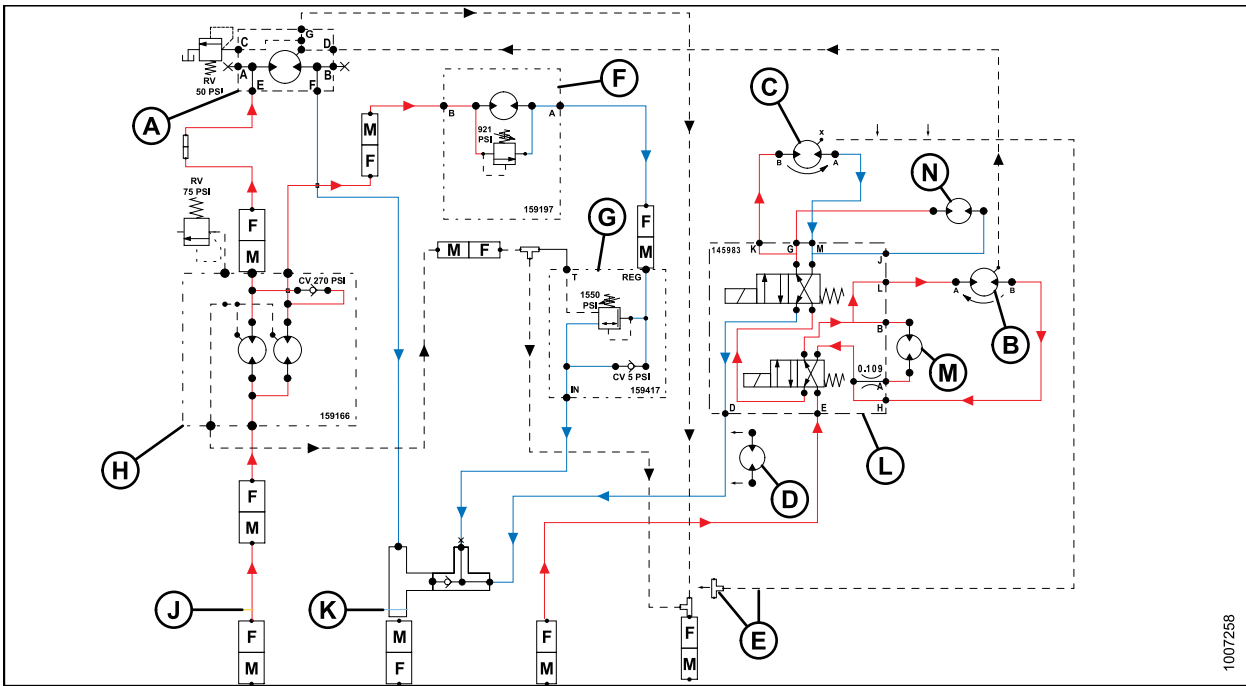 G
C
D
A
B
E
F
RV
50 PSI
A
M
F
B
A
921
PSI
159197
F
C
x
B
A
N
RV
75 PSI
F
M
G
F
M
M
F
145983
K
G
M
J
CV 270 PSI
T
REG
1550
PSI
L
A
B
B
B
M
0.109
A
CV 5 PSI
159417
IN
H
159166
D
E
H
L
D
F
M
J
K
E
F
M
M
F
F
M
F
M
1007258